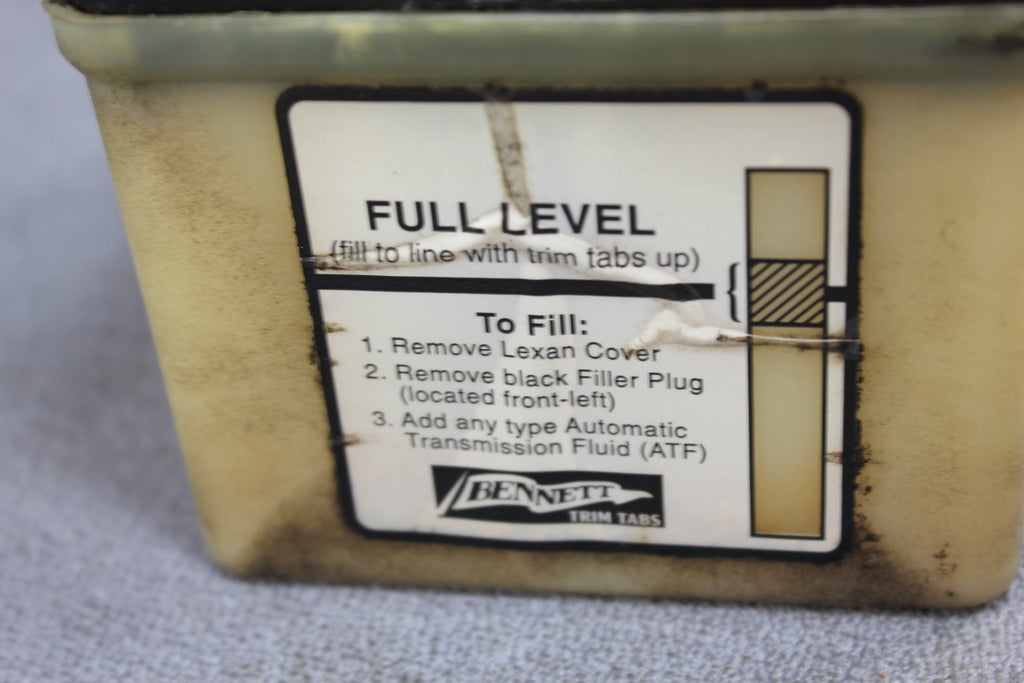 FULL LEVEL
(fill to line with trim tabs up)
To Fill:
1. Remove Lexan Cover
2. Remove black Filler Plug
(located front-left)
3. Add any type Automatic
Transmission Fluid (ATF)
BENNETT
TRIM TABS